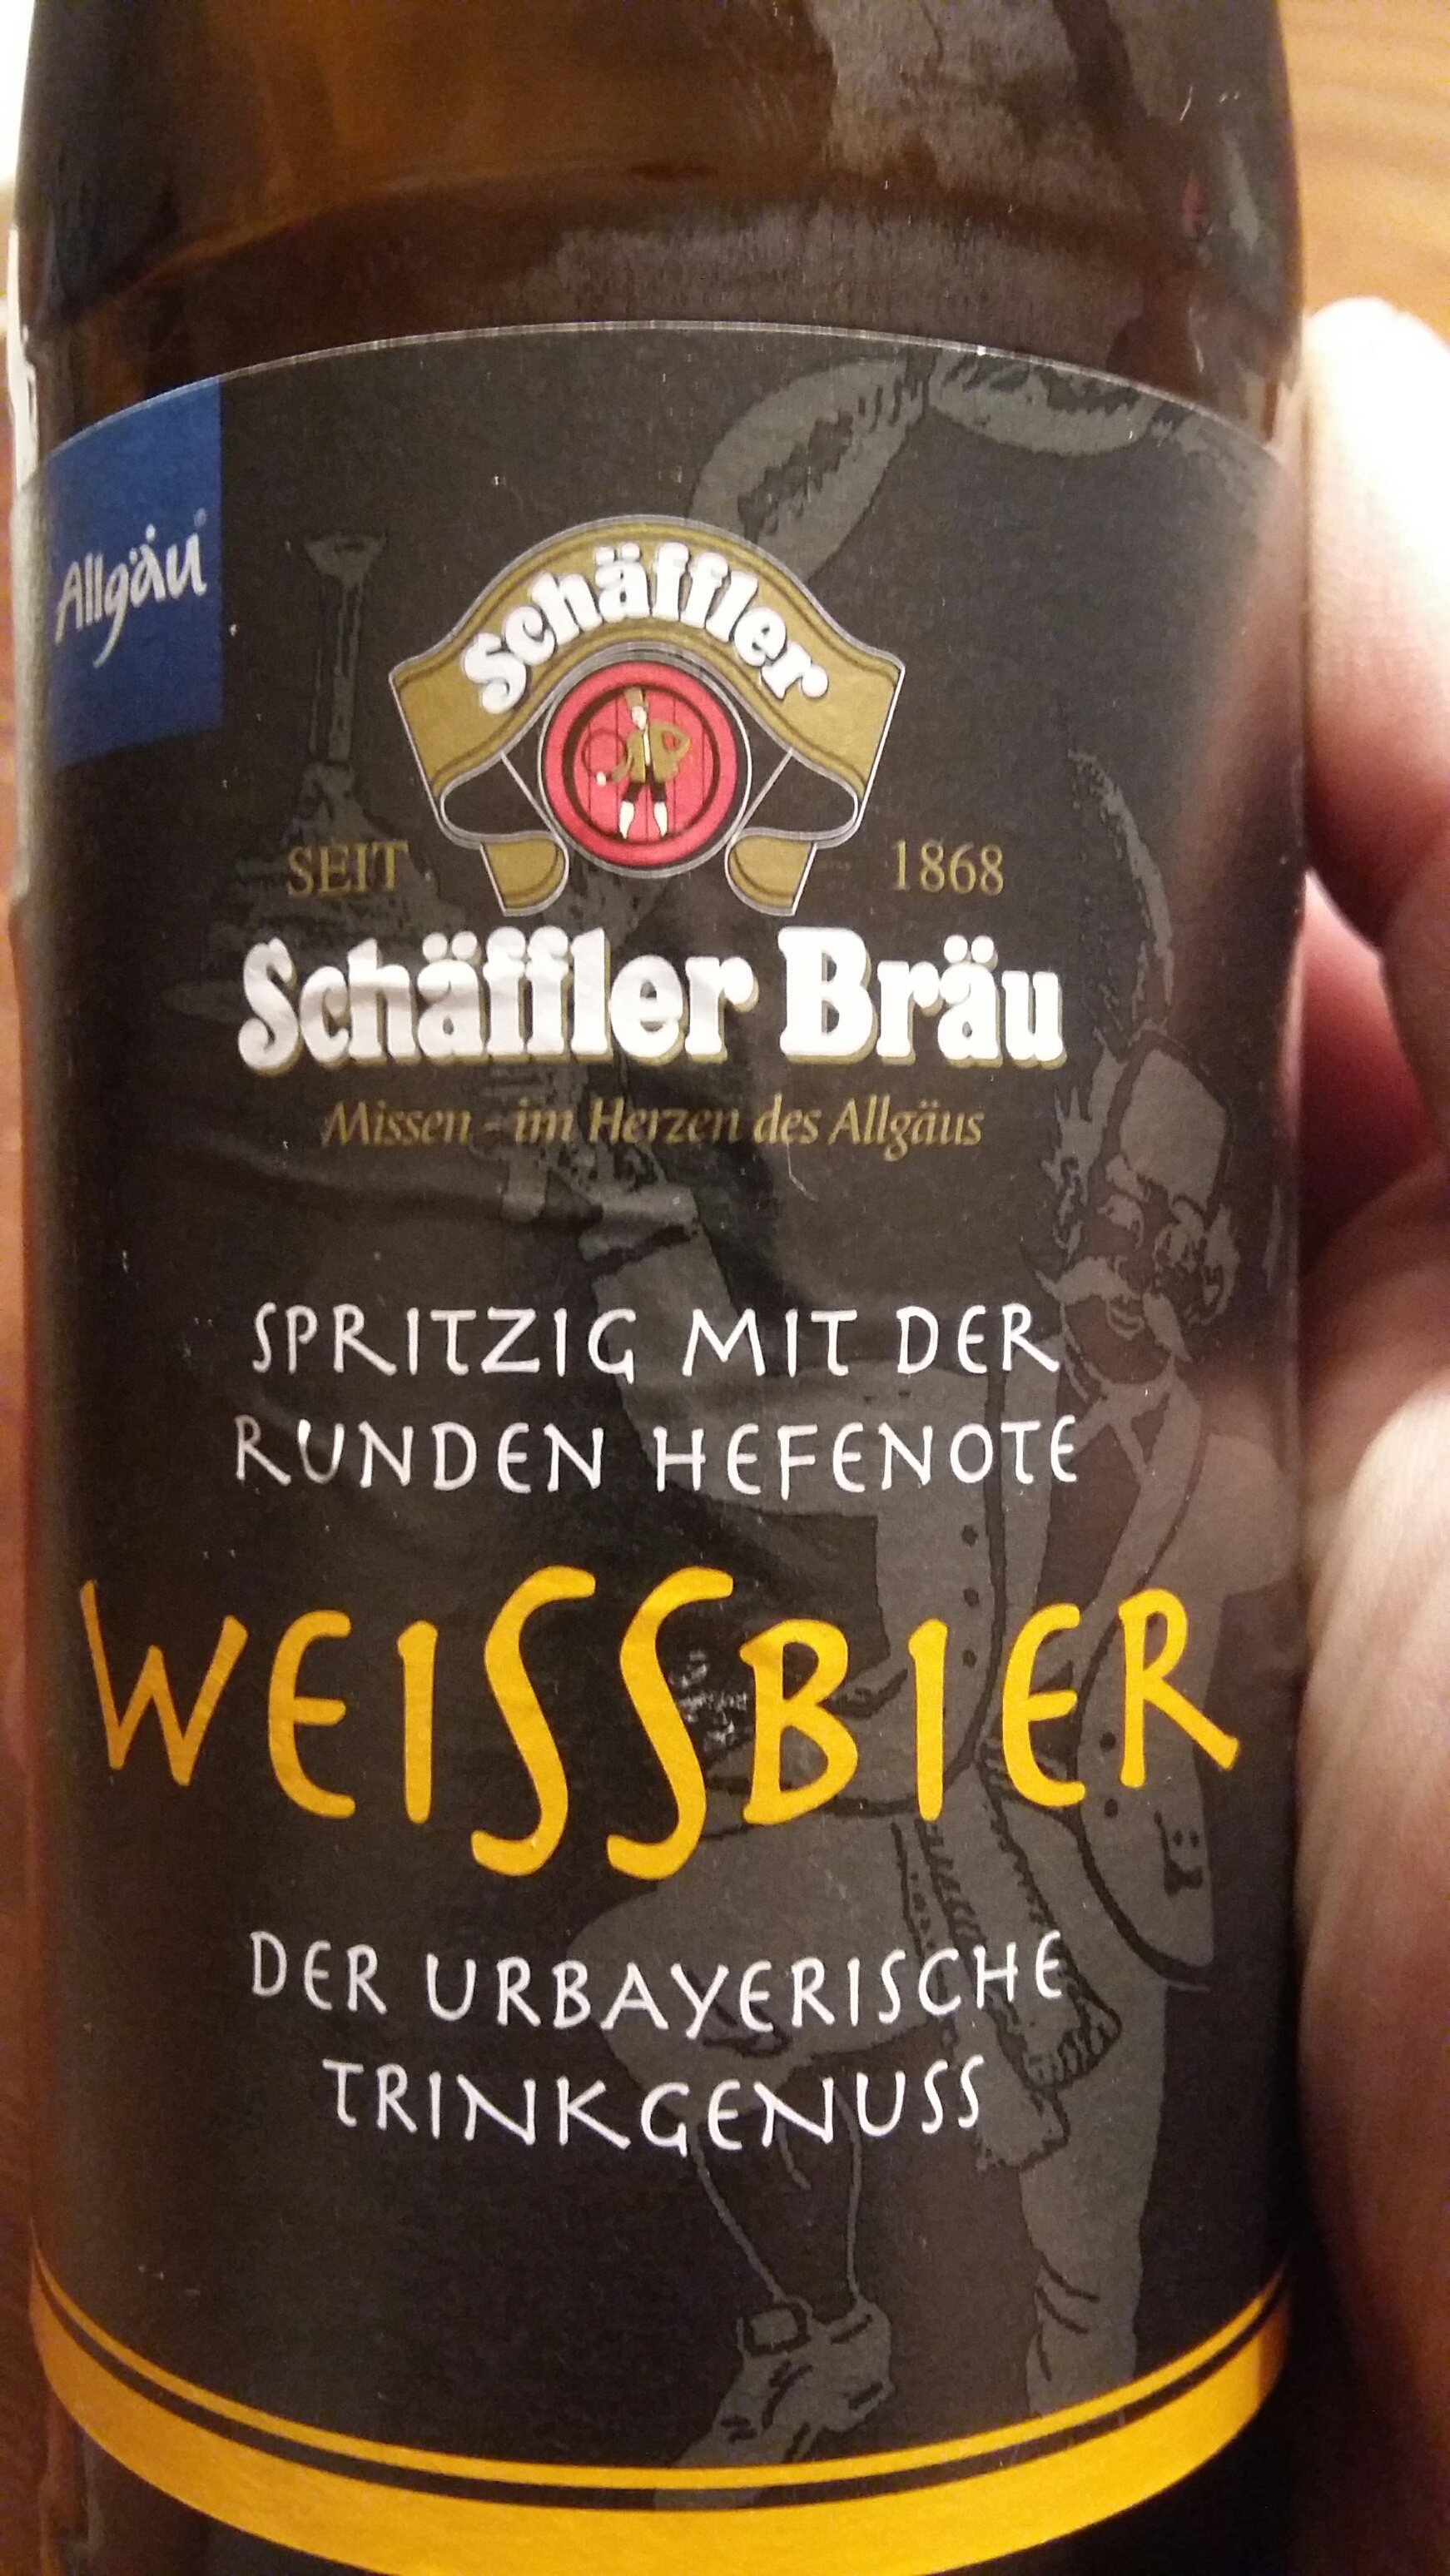 Allgäu®
Schäffler
SEIT 1868
Schäffler Bräu
Missen - im Herzen des Allgäus
SPRITZIG MIT DER
RUNDEN HEFENOTE
WEISSBIER
DER URBAYERISCHE
TRINKGENUSS